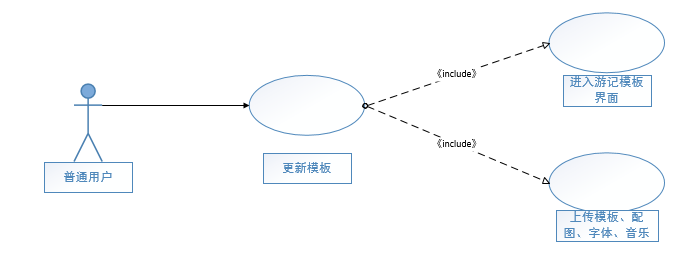 《include》
进入游记模板
界面
普通用户
更新模板
《include》
上传模板、配
图、字体、音乐